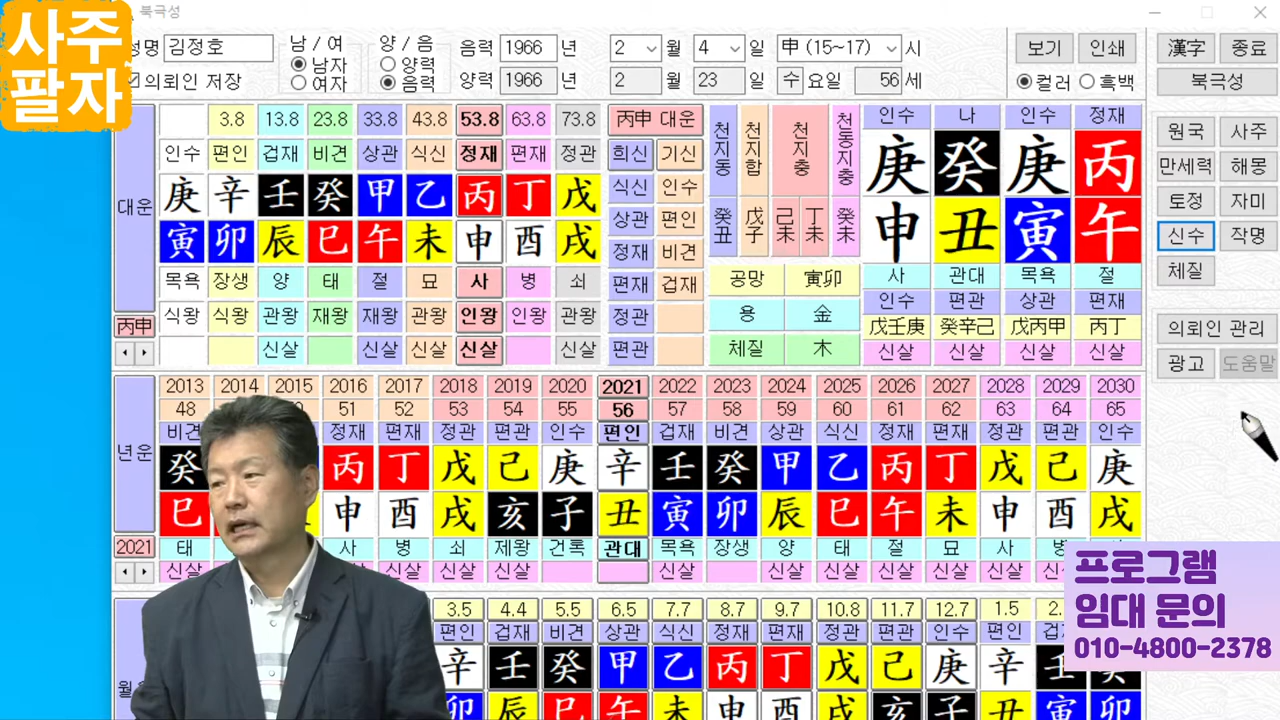 북극성
사주
팔자
성명 김정호
의뢰인 저장
남 / 여
남자
여자
양 / 음
양력
음력
음력 1966 년 2 월 4 일 申 (15~17) 시
양력 1966 년 2 월 23 일 수 요일 56 세
보기 인쇄
컬러 흑백
漢字 종료
북극성
원국 사주
만세력 해몽
토정 자미
신수 작명
체질
의뢰인 관리
광고 도움말
대운
丙申
3.8 13.8 23.8 33.8 43.8 53.8 63.8 73.8
인수 편인 겁재 비견 상관 식신 정재 편재 정관
庚 辛 壬 癸 甲 乙 丙 丁 戊
寅 卯 辰 巳 午 未 申 酉 戌
목욕 장생 양 태 절 묘 사 병 쇠
식왕 식왕 관왕 재왕 재왕 관왕 인왕 인왕 관왕
신살 신살 신살 신살 신살
丙申 대운
희신 기신
식신 인수
상관 편인
정재 비견
편재 겁재
정관
편관
천지동 천지합 천지충 천동지충
癸丑 戊子 己未 丁未 癸未
공망 寅卯
용 金
체질 木
인수 나 인수 정재
庚 癸 庚 丙
申 丑 寅 午
사 관대 목욕 절
인수 편관 상관 편재
戊壬庚 癸辛己 戊丙甲 丙丁
신살 신살 신살 신살
년운
2021
2013 2014 2015 2016 2017 2018 2019 2020 2021 2022 2023 2024 2025 2026 2027 2028 2029 2030
48 51 52 53 54 55 56 57 58 59 60 61 62 63 64 65
비견 정재 편재 정관 편관 인수 편인 겁재 비견 상관 식신 정재 편재 정관 편관 인수
癸 丙 丁 戊 己 庚 辛 壬 癸 甲 乙 丙 丁 戊 己 庚
巳 申 酉 戌 亥 子 丑 寅 卯 辰 巳 午 未 申 酉 戌
태 사 병 쇠 제왕 건록 관대 목욕 장생 양 태 절 묘 사 병
신살 신살 신살 신살 신살 신살 신살 신살 신살 신살 신살
3.5 4.4 5.5 6.5 7.7 8.7 9.7 10.8 11.7 12.7 1.5
편인 겁재 비견 상관 식신 정재 편재 정관 편관 인수 편인
辛 壬 癸 甲 乙 丙 丁 戊 己 庚 辛 壬 癸
卯 辰 巳 午 未 申 酉 戌 亥 子 丑 寅 卯
프로그램
임대 문의
010-4800-2378